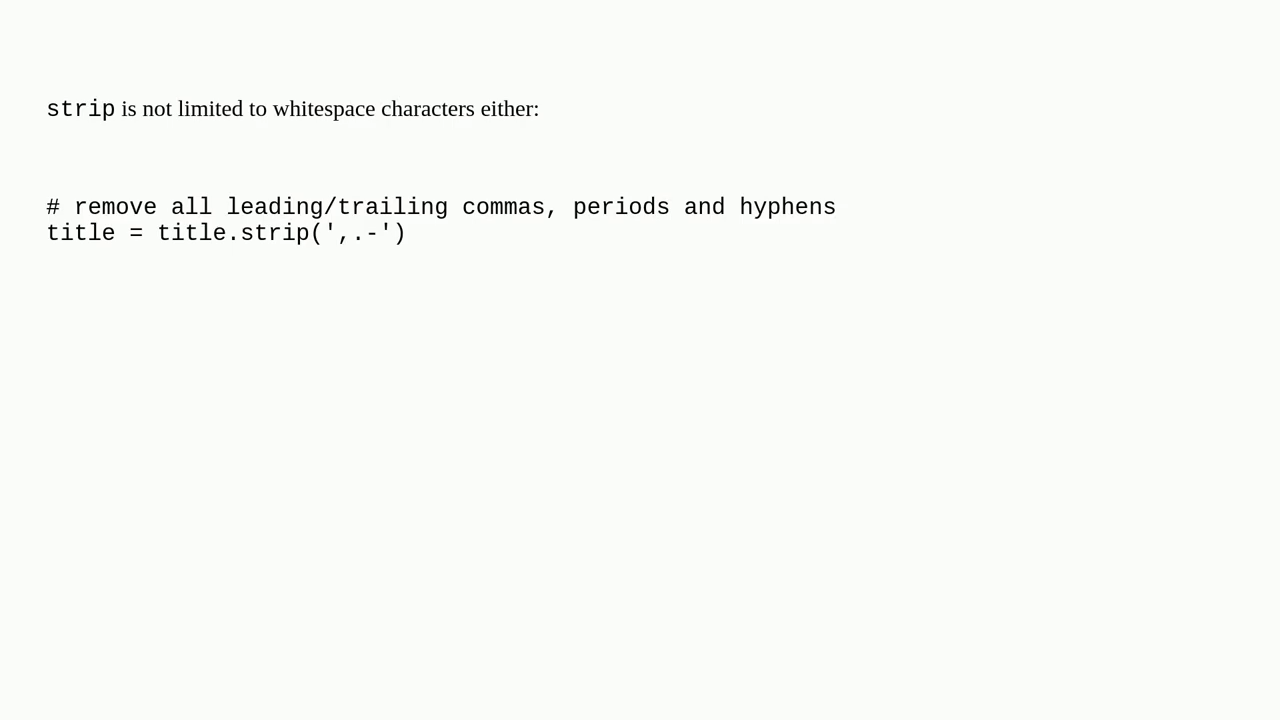 strip is not limited to whitespace characters either:
# remove all leading/trailing commas, periods and hyphens
title = title.strip(',.-')